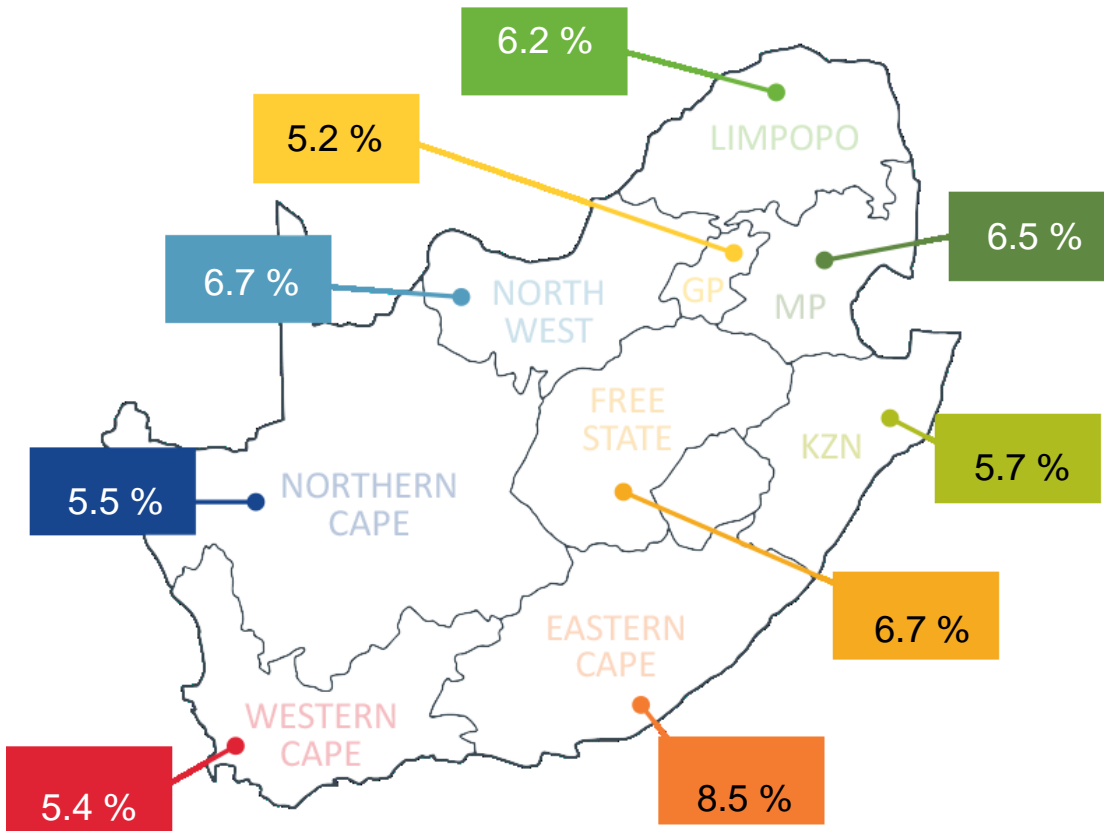 6.2 %
LIMPOPO
5.2 %
6.5 %
6.7 %
NORTH
WEST
GP
MP
FREE
STATE
KZN
5.7 %
5.5 %
NORTHERN
CAPE
6.7 %
EASTERN
CAPE
WESTERN
CAPE
5.4 %
8.5 %